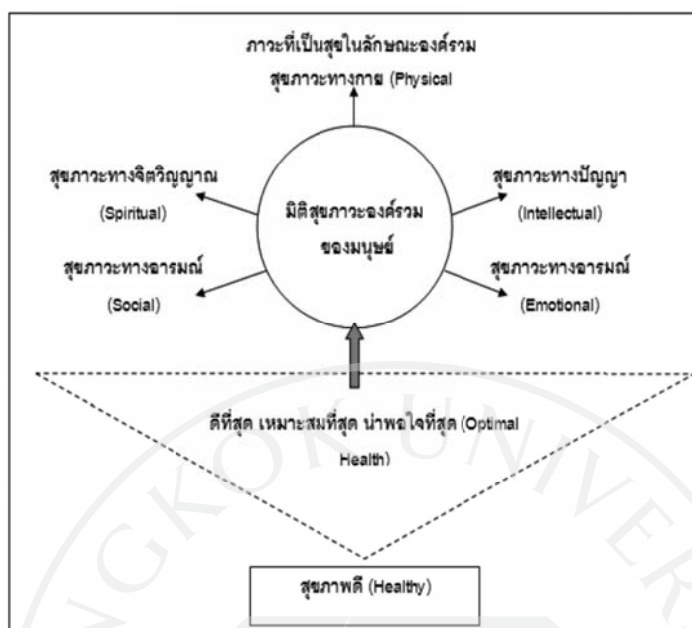 ภาวะที่เป็นสุขในลักษณะองค์รวม
สุขภาวะทางกาย (Physical
สุขภาวะทางจิตวิญญาณ
(Spiritual)
สุขภาวะทางปัญญา
(Intellectual)
มิติสุขภาวะองค์รวม
ของมนุษย์
สุขภาวะทางอารมณ์
(Social)
สุขภาวะทางอารมณ์
(Emotional)
ดีที่สุด เหมาะสมที่สุด น่าพอใจที่สุด (Optimal
Health)
สุขภาพดี (Healthy)